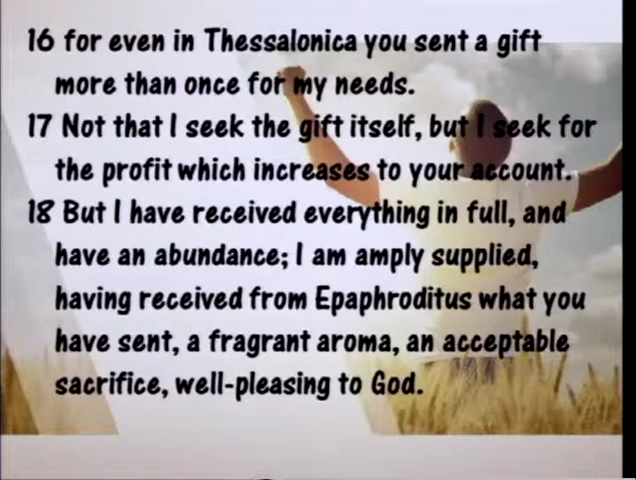 16 for even in Thessalonica you sent a gift
more than once for my needs.
17 Not that I seek the gift itself, but I seek for
the profit which increases to your account.
18 But I have received everything in full, and
have an abundance; I am amply supplied,
having received from Epaphroditus what you
have sent, a fragrant aroma, an acceptable
sacrifice, well-pleasing to God.